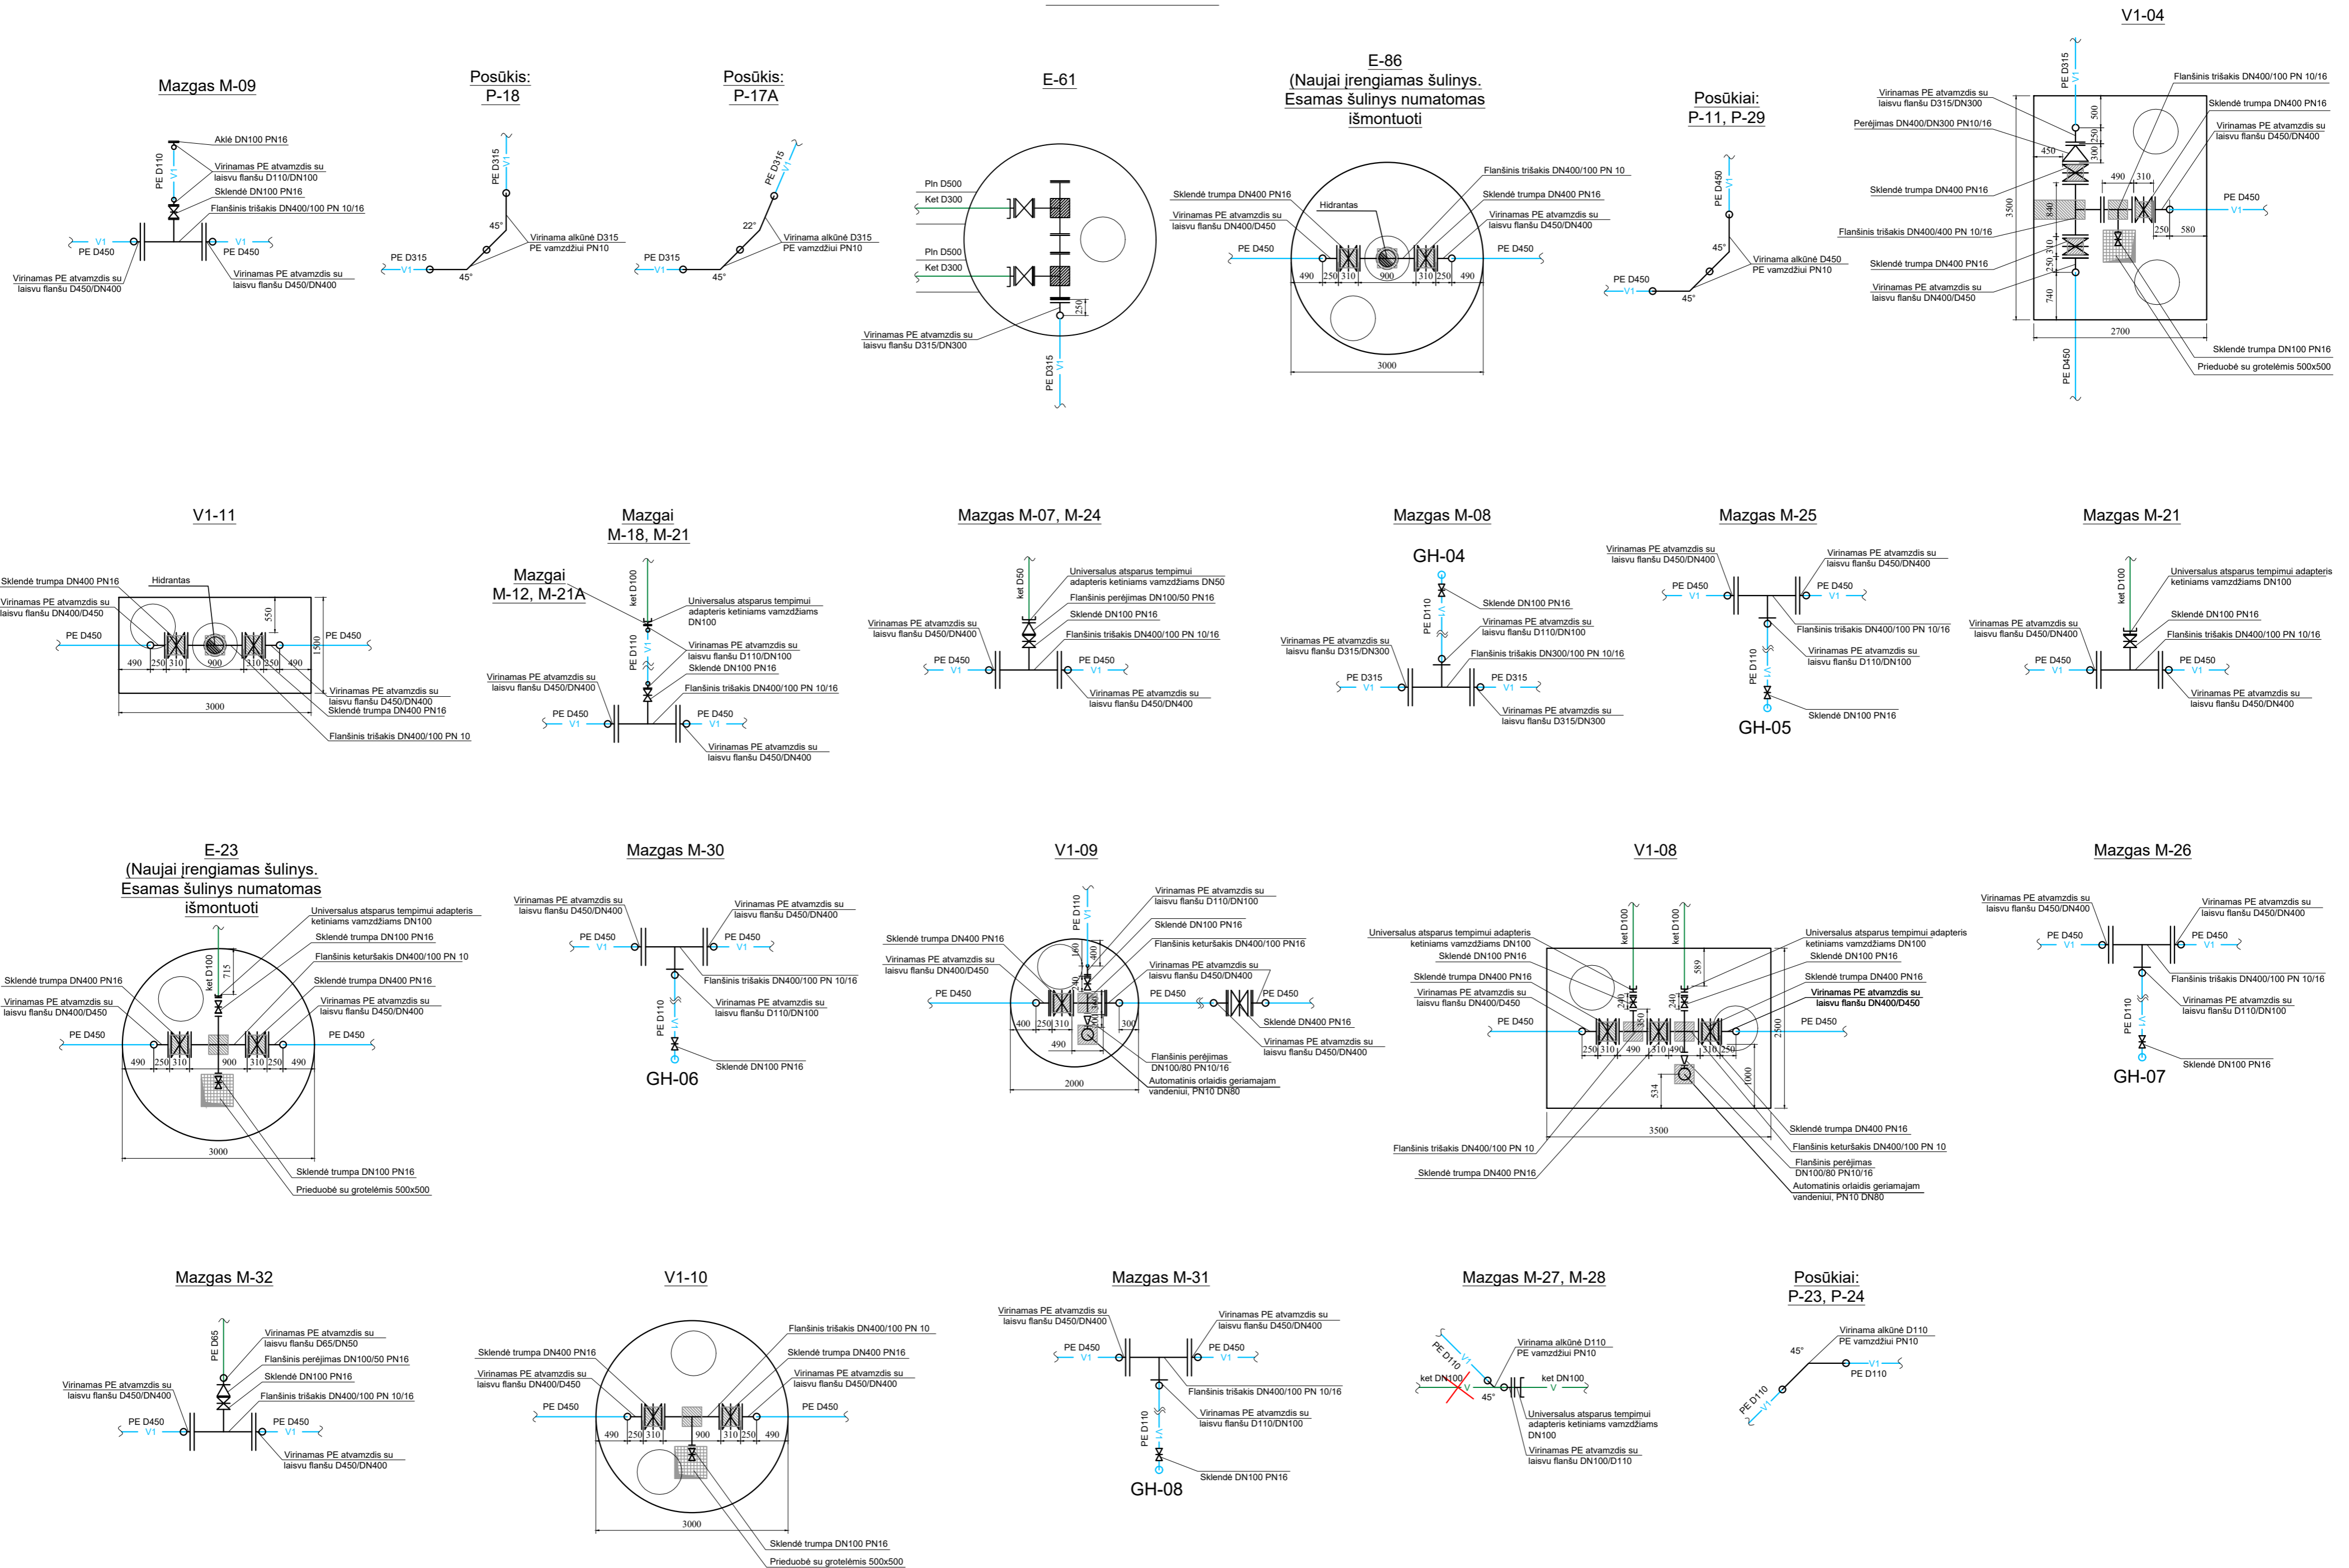 Mazgas M-09
Aklė DN100 PN16
PE D110
V1
Virinamas PE atvamzdis su
laisvu flanšu D110/DN100
Sklendė DN100 PN16
Flanšinis trišakis DN400/100 PN 10/16
V1
PE D450
V1
PE D450
Virinamas PE atvamzdis su
laisvu flanšu D450/DN400
Virinamas PE atvamzdis su
laisvu flanšu D450/DN400
Posūkis:
P-18
PE D315
V1
45°
Virinama alkūnė D315
PE vamzdžiui PN10
PE D315
V1
45°
Posūkis:
P-17A
PE D315
V1
22°
Virinama alkūnė D315
PE vamzdžiui PN10
PE D315
V1
45°
E-61
Pln D500
Ket D300
Pln D500
Ket D300
250
Virinamas PE atvamzdis su
laisvu flanšu D315/DN300
PE D315
V1
E-86
(Naujai įrengiamas šulinys.
Esamas šulinys numatomas
išmontuoti
Flanšinis trišakis DN400/100 PN 10
Sklendė trumpa DN400 PN16
Sklendė trumpa DN400 PN16
Hidrantas
Virinamas PE atvamzdis su
laisvu flanšu DN400/D450
Virinamas PE atvamzdis su
laisvu flanšu D450/DN400
PE D450
PE D450
490 250 310 900 310 250 490
3000
Posūkiai:
P-11, P-29
PE D450
V1
45°
Virinama alkūnė D450
PE vamzdžiui PN10
PE D450
V1
45°
V1-04
PE D315
V1
Flanšinis trišakis DN400/100 PN 10/16
Virinamas PE atvamzdis su
laisvu flanšu D315/DN300
Sklendė trumpa DN400 PN16
Perėjimas DN400/DN300 PN10/16
Virinamas PE atvamzdis su
laisvu flanšu D450/DN400
500
250
300
450
490 310
Sklendė trumpa DN400 PN16
3500
840
PE D450
V1
Flanšinis trišakis DN400/400 PN 10/16
250 580
310
Sklendė trumpa DN400 PN16
250
Virinamas PE atvamzdis su
laisvu flanšu DN400/D450
740
2700
Sklendė trumpa DN100 PN16
Prieduobė su grotelėmis 500x500
PE D450
V1-11
Sklendė trumpa DN400 PN16
Hidrantas
Virinamas PE atvamzdis su
laisvu flanšu DN400/D450
550
1500
PE D450
PE D450
490 250 310 900 310 250 490
Virinamas PE atvamzdis su
laisvu flanšu D450/DN400
Sklendė trumpa DN400 PN16
3000
Flanšinis trišakis DN400/100 PN 10
Mazgai
M-18, M-21
Mazgai
M-12, M-21A
ket D100
Universalus atsparus tempimui
adapteris ketiniams vamzdžiams
DN100
PE D110
V1
Virinamas PE atvamzdis su
laisvu flanšu D110/DN100
Sklendė DN100 PN16
Virinamas PE atvamzdis su
laisvu flanšu D450/DN400
Flanšinis trišakis DN400/100 PN 10/16
PE D450
V1
PE D450
V1
Virinamas PE atvamzdis su
laisvu flanšu D450/DN400
Mazgas M-07, M-24
ket D50
Universalus atsparus tempimui
adapteris ketiniams vamzdžiams DN50
Flanšinis perėjimas DN100/50 PN16
Sklendė DN100 PN16
Virinamas PE atvamzdis su
laisvu flanšu D450/DN400
Flanšinis trišakis DN400/100 PN 10/16
PE D450
V1
PE D450
V1
Virinamas PE atvamzdis su
laisvu flanšu D450/DN400
Mazgas M-08
GH-04
Sklendė DN100 PN16
PE D110
V1
Virinamas PE atvamzdis su
laisvu flanšu D110/DN100
Virinamas PE atvamzdis su
laisvu flanšu D315/DN300
Flanšinis trišakis DN300/100 PN 10/16
PE D315
V1
PE D315
V1
Virinamas PE atvamzdis su
laisvu flanšu D315/DN300
Mazgas M-25
Virinamas PE atvamzdis su
laisvu flanšu D450/DN400
Virinamas PE atvamzdis su
laisvu flanšu D450/DN400
PE D450
V1
PE D450
V1
Flanšinis trišakis DN400/100 PN 10/16
Virinamas PE atvamzdis su
laisvu flanšu D110/DN100
PE D110
V1
Sklendė DN100 PN16
GH-05
Mazgas M-21
ket D100
Universalus atsparus tempimui adapteris
ketiniams vamzdžiams DN100
Sklendė DN100 PN16
Virinamas PE atvamzdis su
laisvu flanšu D450/DN400
Flanšinis trišakis DN400/100 PN 10/16
PE D450
V1
PE D450
V1
Virinamas PE atvamzdis su
laisvu flanšu D450/DN400
E-23
(Naujai įrengiamas šulinys.
Esamas šulinys numatomas
išmontuoti
Universalus atsparus tempimui adapteris
ketiniams vamzdžiams DN100
Sklendė trumpa DN100 PN16
Flanšinis keturšakis DN400/100 PN 10
ket D100
715
Sklendė trumpa DN400 PN16
Sklendė trumpa DN400 PN16
Virinamas PE atvamzdis su
laisvu flanšu DN400/D450
Virinamas PE atvamzdis su
laisvu flanšu D450/DN400
PE D450
PE D450
490 250 310 900 310 250 490
3000
Sklendė trumpa DN100 PN16
Prieduobė su grotelėmis 500x500
Mazgas M-30
Virinamas PE atvamzdis su
laisvu flanšu D450/DN400
Virinamas PE atvamzdis su
laisvu flanšu D450/DN400
PE D450
V1
PE D450
V1
Flanšinis trišakis DN400/100 PN 10/16
Virinamas PE atvamzdis su
laisvu flanšu D110/DN100
PE D110
V1
Sklendė DN100 PN16
GH-06
V1-09
PE D110
V1
Virinamas PE atvamzdis su
laisvu flanšu D110/DN100
Sklendė DN100 PN16
Sklendė trumpa DN400 PN16
Flanšinis keturšakis DN400/100 PN16
160
400
Virinamas PE atvamzdis su
laisvu flanšu DN400/D450
Virinamas PE atvamzdis su
laisvu flanšu D450/DN400
240
PE D450
PE D450
PE D450
400 250 310
300
490
Sklendė DN400 PN16
Virinamas PE atvamzdis su
laisvu flanšu D450/DN400
Flanšinis perėjimas
DN100/80 PN10/16
2000
Automatinis orlaidis geriamajam
vandeniui, PN10 DN80
V1-08
ket D100
ket D100
Universalus atsparus tempimui adapteris
ketiniams vamzdžiams DN100
Universalus atsparus tempimui adapteris
ketiniams vamzdžiams DN100
Sklendė DN100 PN16
Sklendė DN100 PN16
589
Sklendė trumpa DN400 PN16
Sklendė trumpa DN400 PN16
Virinamas PE atvamzdis su
laisvu flanšu DN400/D450
Virinamas PE atvamzdis su
laisvu flanšu DN400/D450
240
240
350
2500
PE D450
PE D450
250 310 490 310 490 310 250
534
1000
3500
Sklendė trumpa DN400 PN16
Flanšinis trišakis DN400/100 PN 10
Flanšinis keturšakis DN400/100 PN 10
Sklendė trumpa DN400 PN16
Flanšinis perėjimas
DN100/80 PN10/16
Automatinis orlaidis geriamajam
vandeniui, PN10 DN80
Mazgas M-26
Virinamas PE atvamzdis su
laisvu flanšu D450/DN400
Virinamas PE atvamzdis su
laisvu flanšu D450/DN400
PE D450
V1
PE D450
V1
Flanšinis trišakis DN400/100 PN 10/16
Virinamas PE atvamzdis su
laisvu flanšu D110/DN100
PE D110
V1
Sklendė DN100 PN16
GH-07
Mazgas M-32
PE D65
Virinamas PE atvamzdis su
laisvu flanšu D65/DN50
Flanšinis perėjimas DN100/50 PN16
Sklendė DN100 PN16
Virinamas PE atvamzdis su
laisvu flanšu D450/DN400
Flanšinis trišakis DN400/100 PN 10/16
PE D450
V1
PE D450
V1
Virinamas PE atvamzdis su
laisvu flanšu D450/DN400
V1-10
Flanšinis trišakis DN400/100 PN 10
Sklendė trumpa DN400 PN16
Sklendė trumpa DN400 PN16
Virinamas PE atvamzdis su
laisvu flanšu DN400/D450
Virinamas PE atvamzdis su
laisvu flanšu D450/DN400
PE D450
PE D450
490 250 310 900 310 250 490
3000
Sklendė trumpa DN100 PN16
Prieduobė su grotelėmis 500x500
Mazgas M-31
Virinamas PE atvamzdis su
laisvu flanšu D450/DN400
Virinamas PE atvamzdis su
laisvu flanšu D450/DN400
PE D450
V1
PE D450
V1
Flanšinis trišakis DN400/100 PN 10/16
Virinamas PE atvamzdis su
laisvu flanšu D110/DN100
PE D110
V1
Sklendė DN100 PN16
GH-08
Mazgas M-27, M-28
PE D110
V1
Virinama alkūnė D110
PE vamzdžiui PN10
ket DN100
V
45°
ket DN100
V
Universalus atsparus tempimui
adapteris ketiniams vamzdžiams
DN100
Virinamas PE atvamzdis su
laisvu flanšu DN100/D110
Posūkiai:
P-23, P-24
Virinama alkūnė D110
PE vamzdžiui PN10
45°
V1
PE D110
PE D110
V1